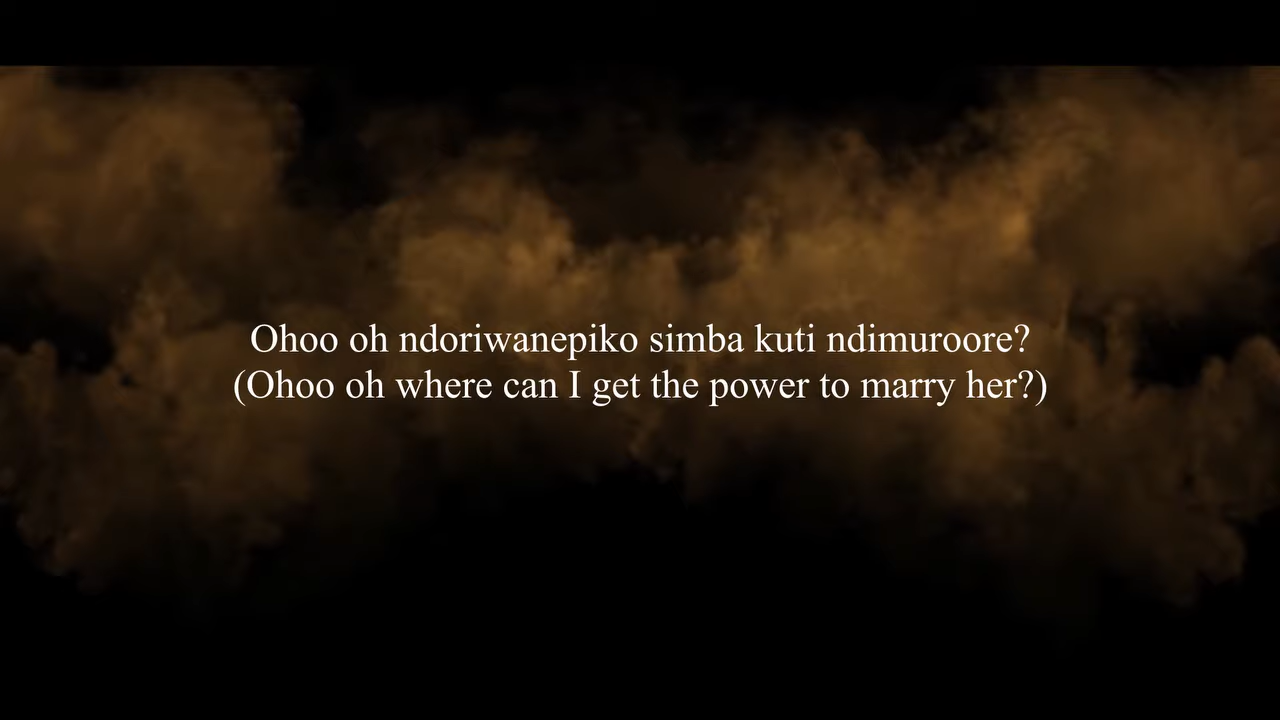 Ohoo oh ndoriwanepiko simba kuti ndimuroore?
(Ohoo oh where can I get the power to marry her?)